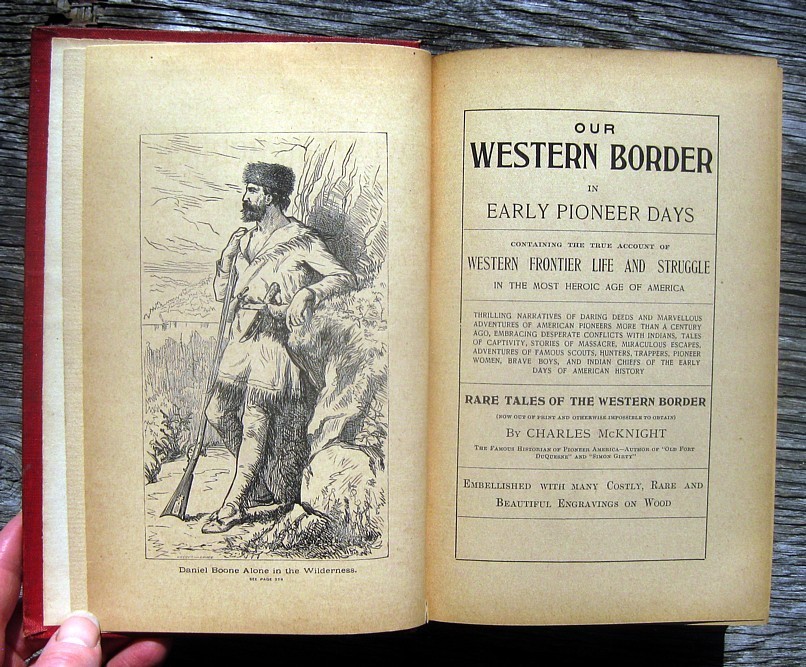 Daniel Boone Alone in the Wilderness.
SEE PAGE
OUR
WESTERN BORDER
IN
EARLY PIONEER DAYS
CONTAINING THE TRUE ACCOUNT OF
WESTERN FRONTIER LIFE AND STRUGGLE
IN THE MOST HEROIC AGE OF AMERICA
THRILLING NARRATIVES OF DARING DEEDS AND MARVELLOUS
ADVENTURES OF AMERICAN PIONEERS MORE THAN A CENTURY
AGO, EMBRACING DESPERATE CONFLICTS WITH INDIANS, TALES
OF CAPTIVITY, STORIES OF MASSACRE, MIRACULOUS ESCAPES,
ADVENTURES OF FAMOUS SCOUTS, HUNTERS, TRAPPERS, PIONEER
WOMEN, BRAVE BOYS, AND INDIAN CHIEFS OF THE EARLY
DAYS OF AMERICAN HISTORY
RARE TALES OF THE WESTERN BORDER
(NOW OUT OF PRINT AND OTHERWISE IMPOSSIBLE TO OBTAIN)
BY CHARLES McKNIGHT
THE FAMOUS HISTORIAN OF PIONEER AMERICA—AUTHOR OF "OLD FORT
DUQUESNE" AND "SIMON GIRTY"
EMBELLISHED WITH MANY COSTLY, RARE AND
BEAUTIFUL ENGRAVINGS ON WOOD